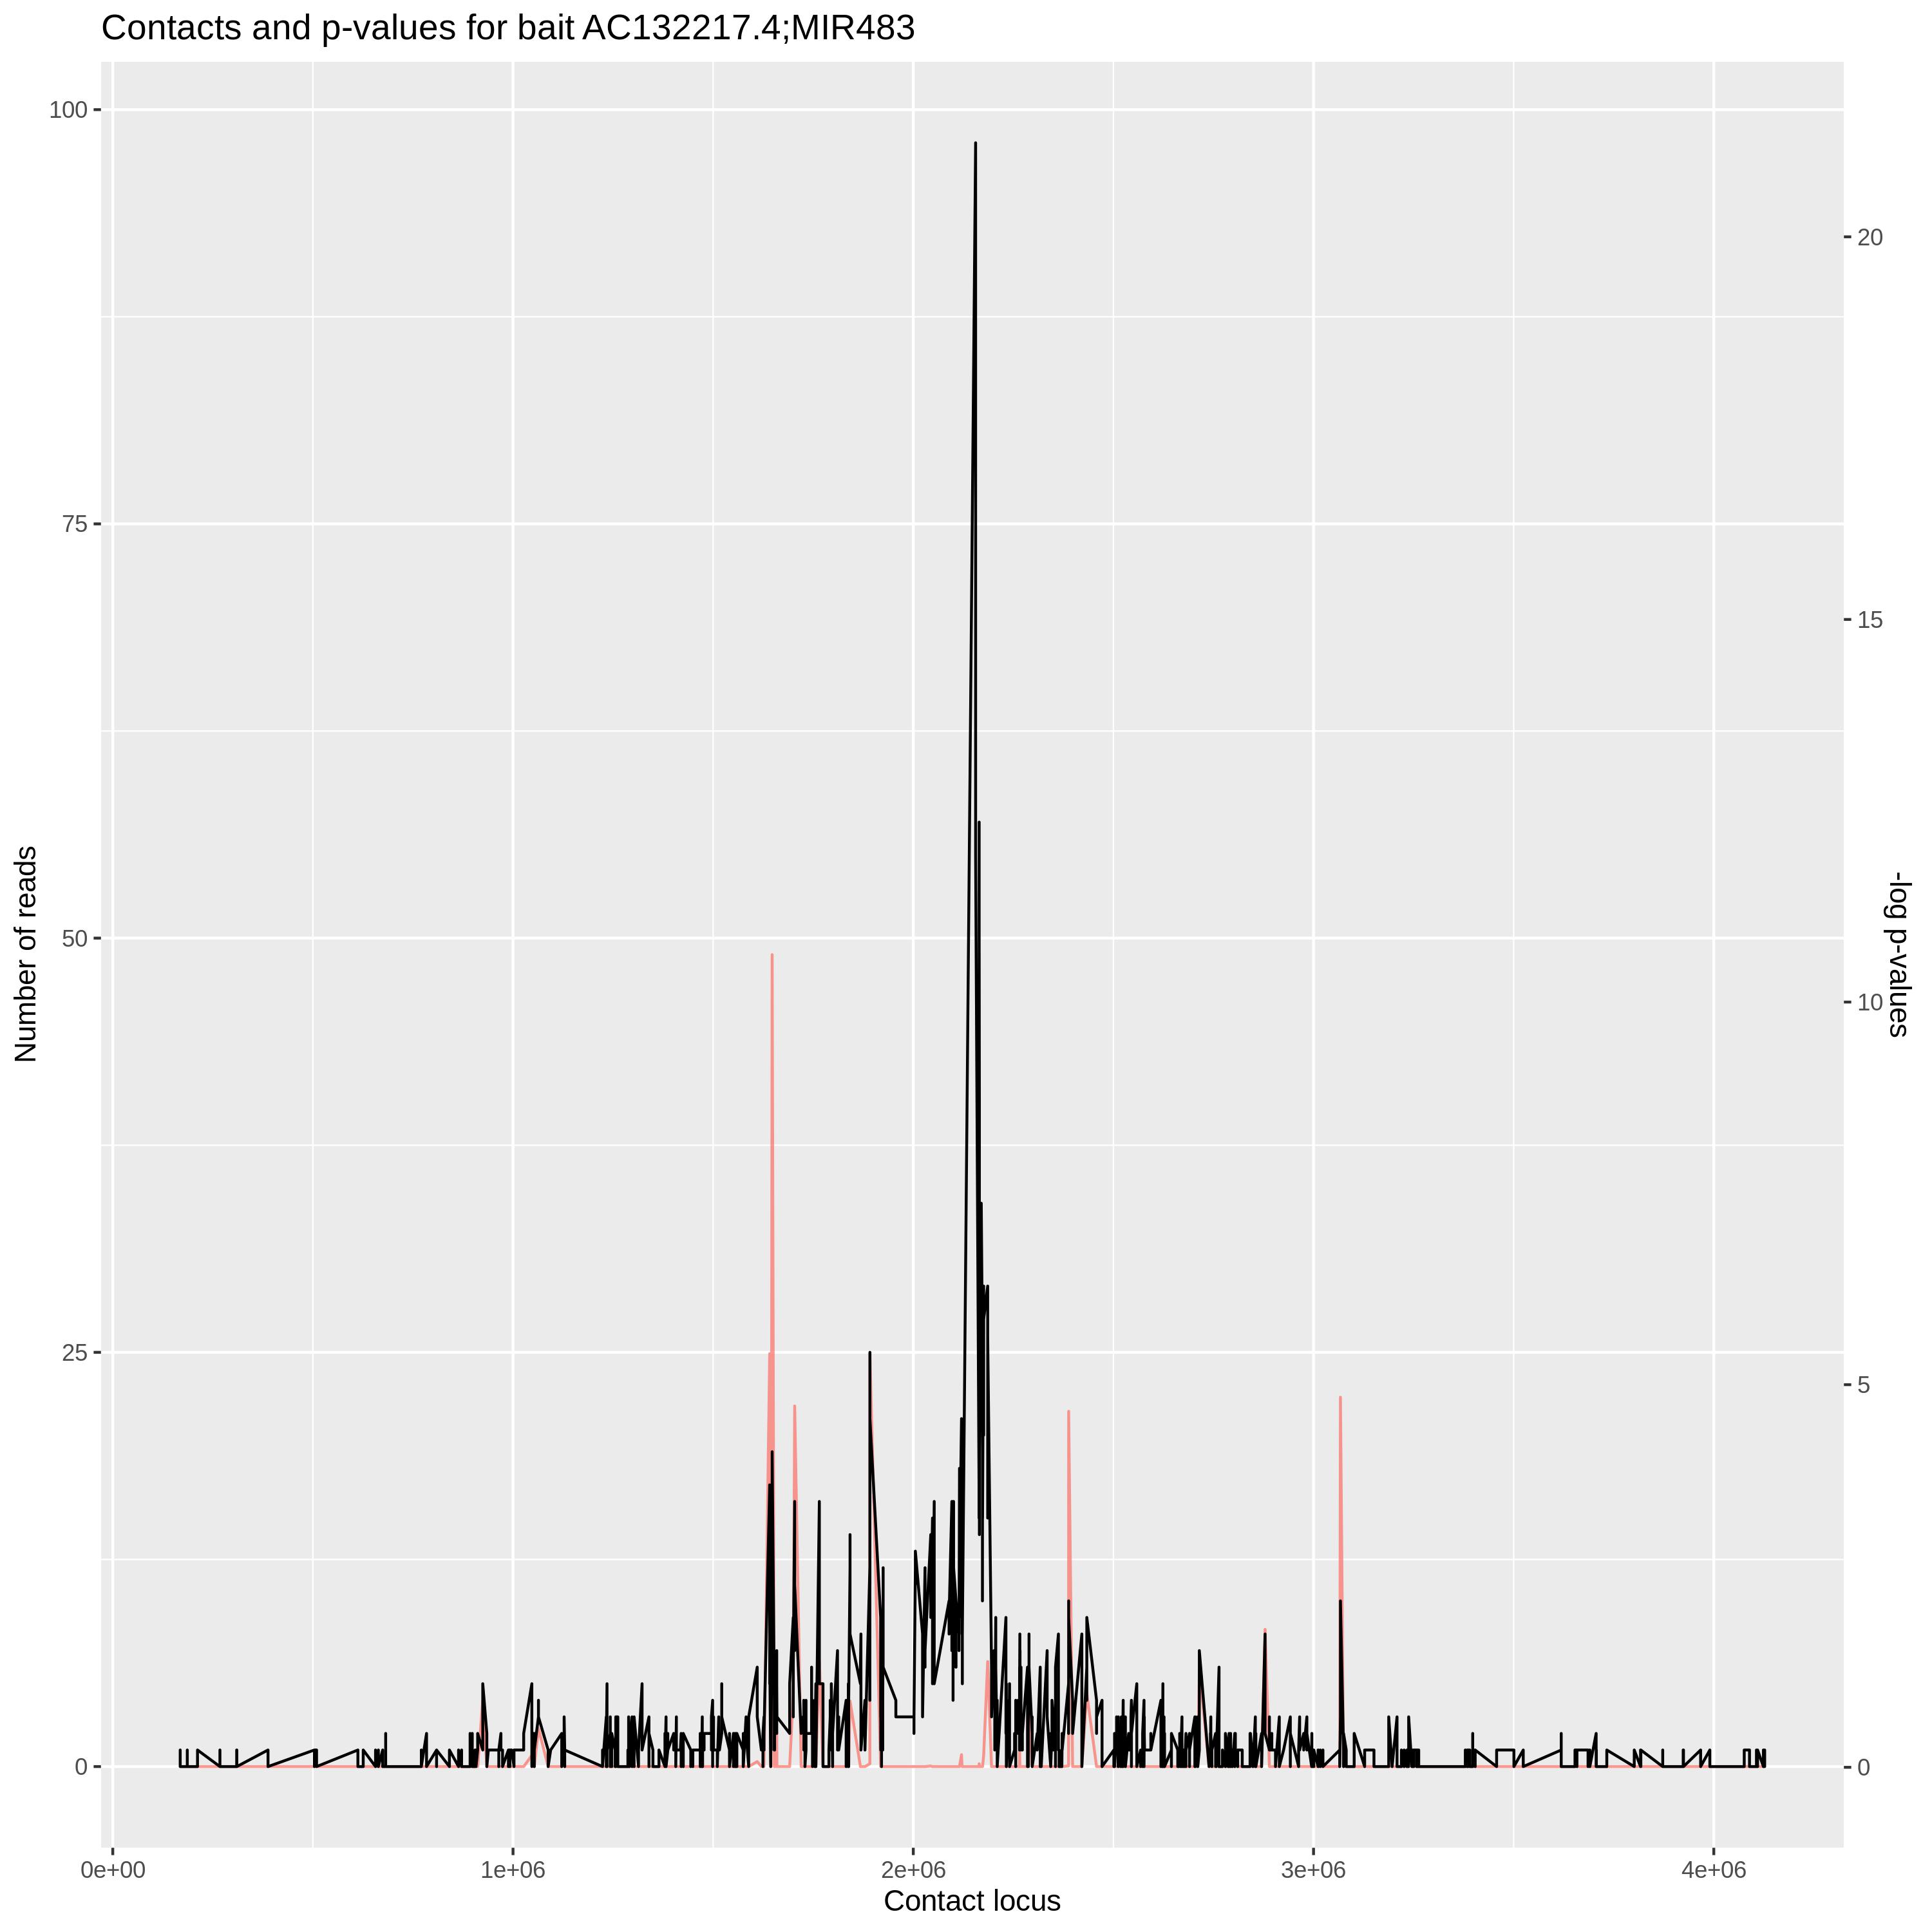 Contacts and p-values for bait AC132217.4;MIR483
100
75
50
25
0
Number of reads
20
15
10
5
0
-log p-values
0e+00 1e+06 2e+06 3e+06 4e+06
Contact locus